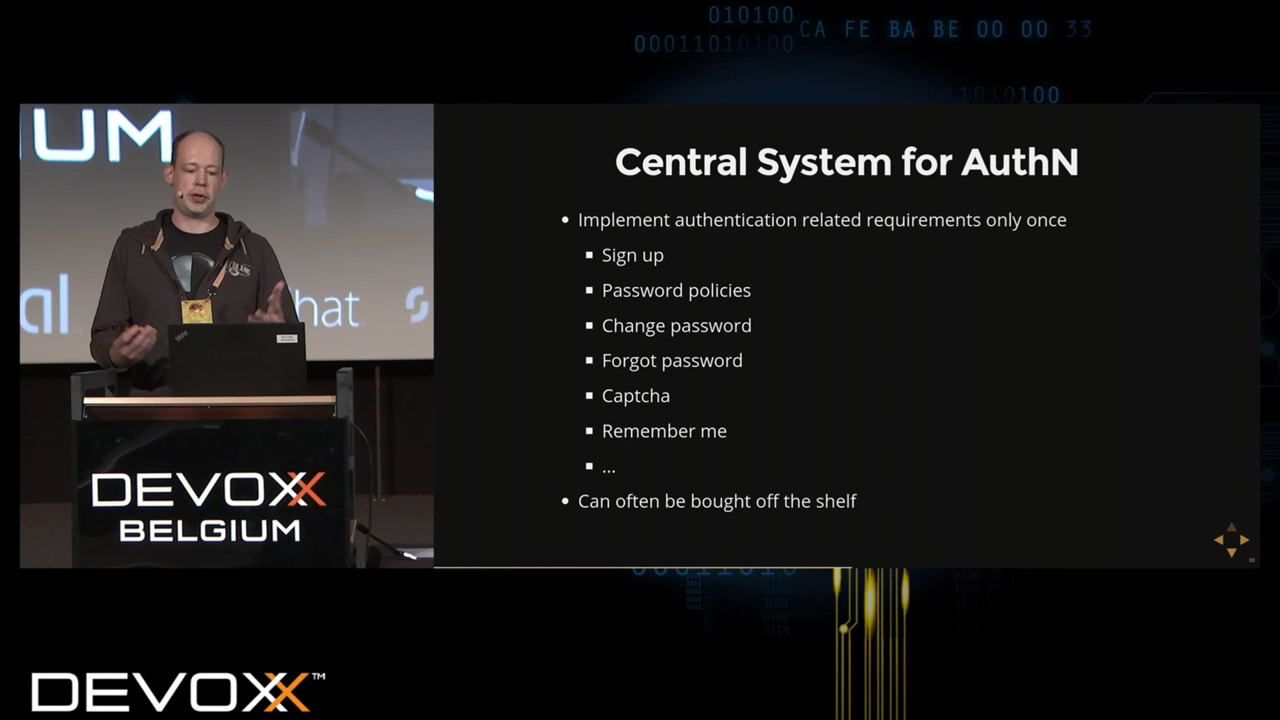 010100
00011010100
CA FE BA BE 00 00 33
1010100
UM
al
hat
DEVOXX
BELGIUM
Central System for AuthN
• Implement authentication related requirements only once
▪ Sign up
▪ Password policies
▪ Change password
▪ Forgot password
▪ Captcha
▪ Remember me
▪ ...
• Can often be bought off the shelf
00011010
DEVOXX™